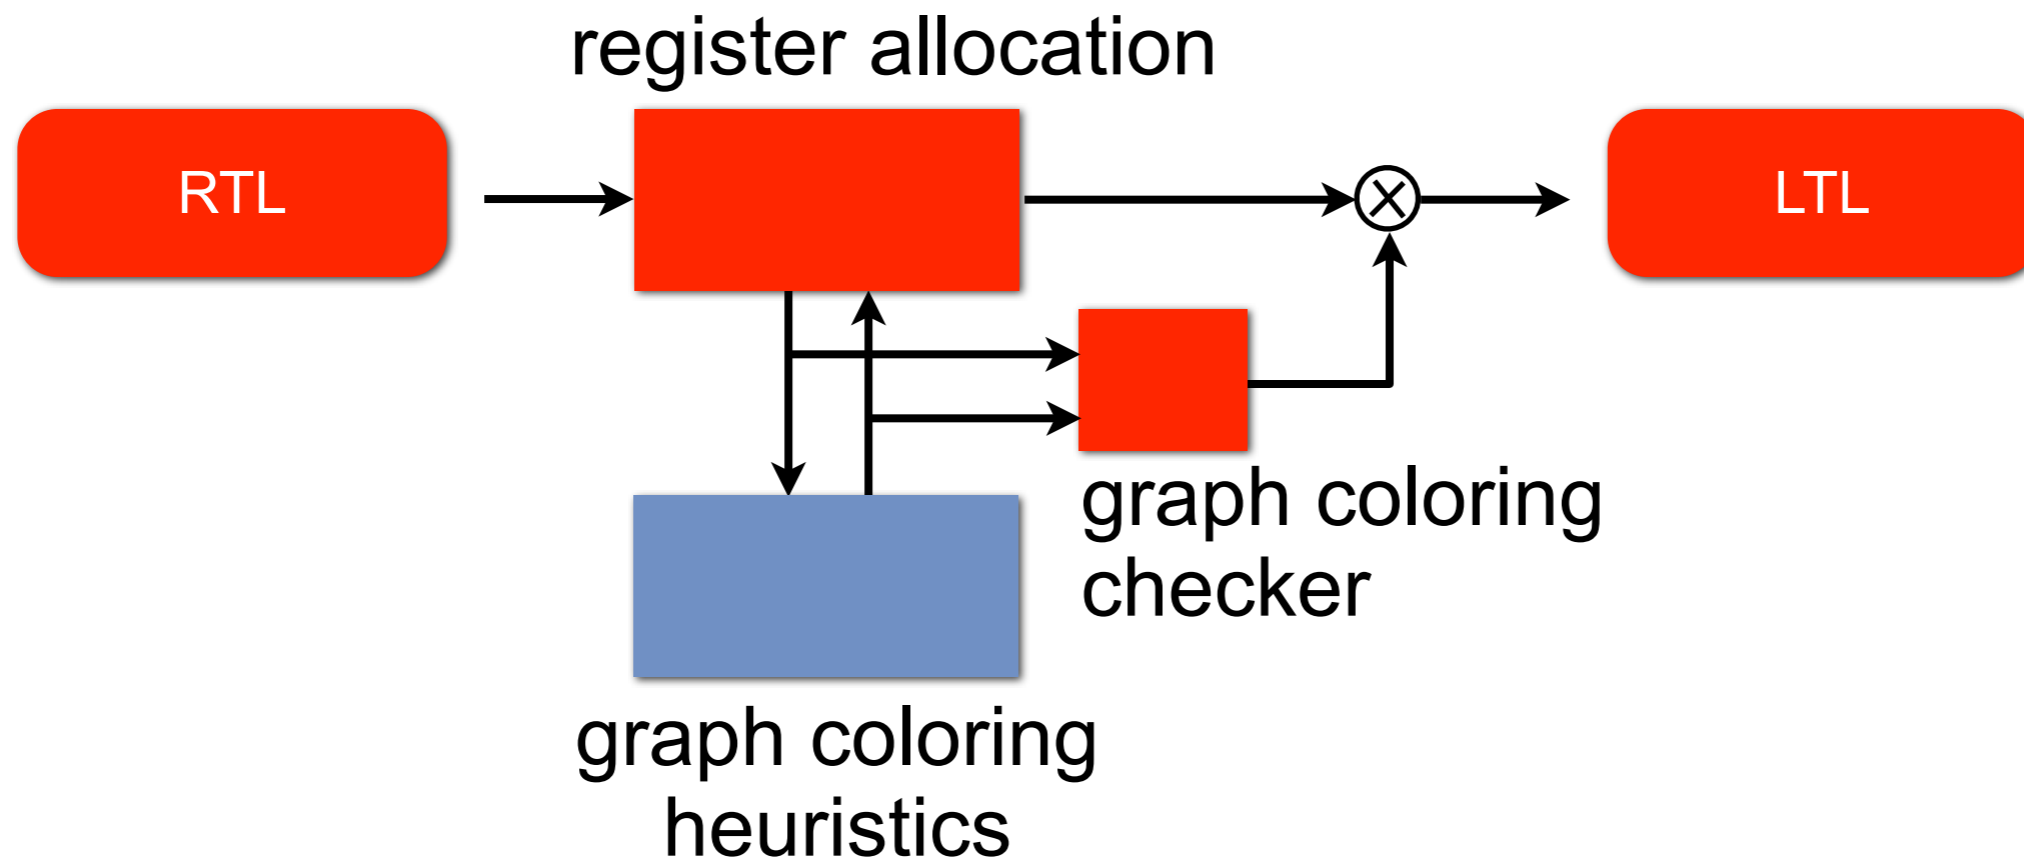 register allocation
RTL
LTL
graph coloring
checker
graph coloring
heuristics